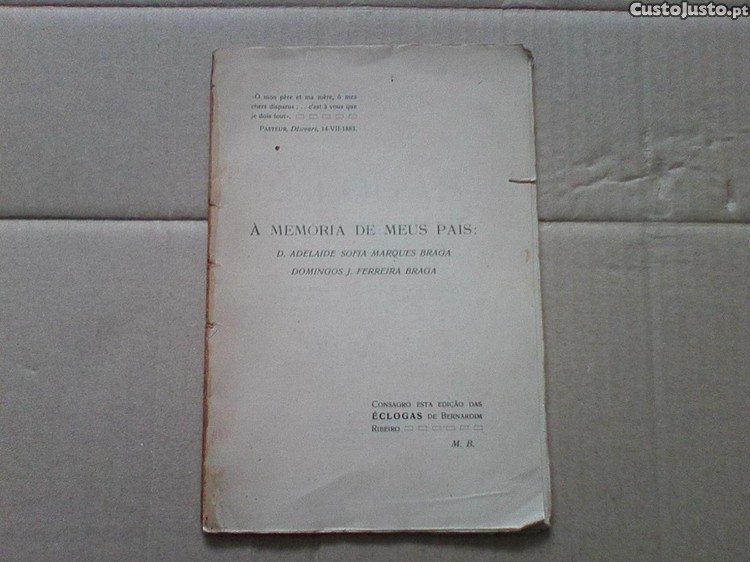 CustoJusto.pt
«Ô mon père et ma mère, ô mes
chers disparus . . . c'est à vous que
je dois tout».
PASTEUR, Discours, 14-VII-1883.
À MEMÓRIA DE MEUS PAIS:
D. ADELAIDE SOFIA MARQUES BRAGA
DOMINGOS J. FERREIRA BRAGA
CONSAGRO ESTA EDIÇÃO DAS
ÉCLOGAS DE BERNARDIM
RIBEIRO
M. B.